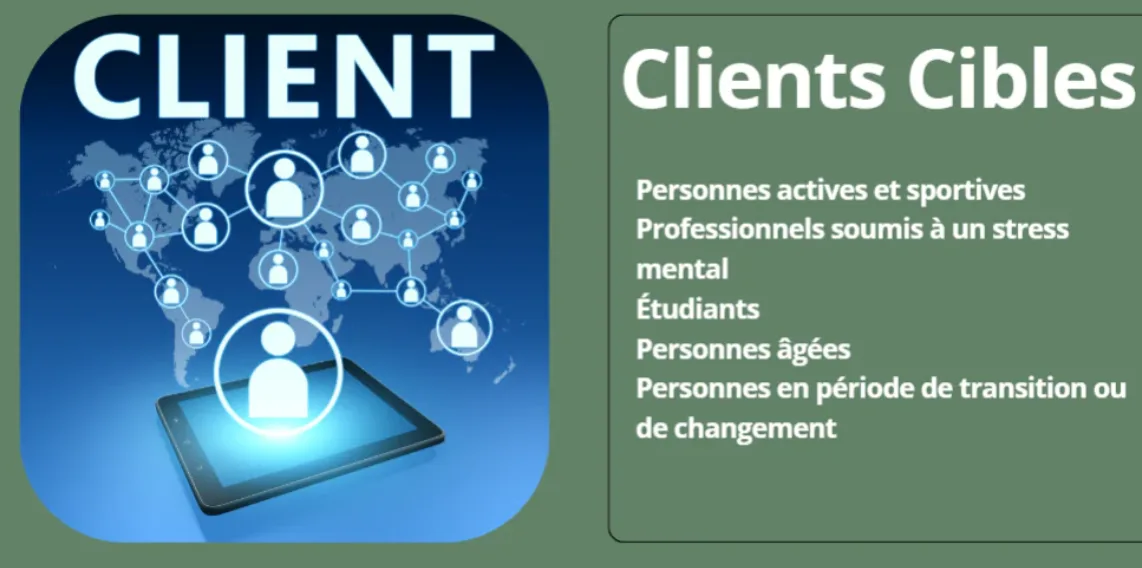 CLIENT
Clients Cibles
Personnes actives et sportives
Professionnels soumis à un stress
mental
Étudiants
Personnes âgées
Personnes en période de transition ou
de changement